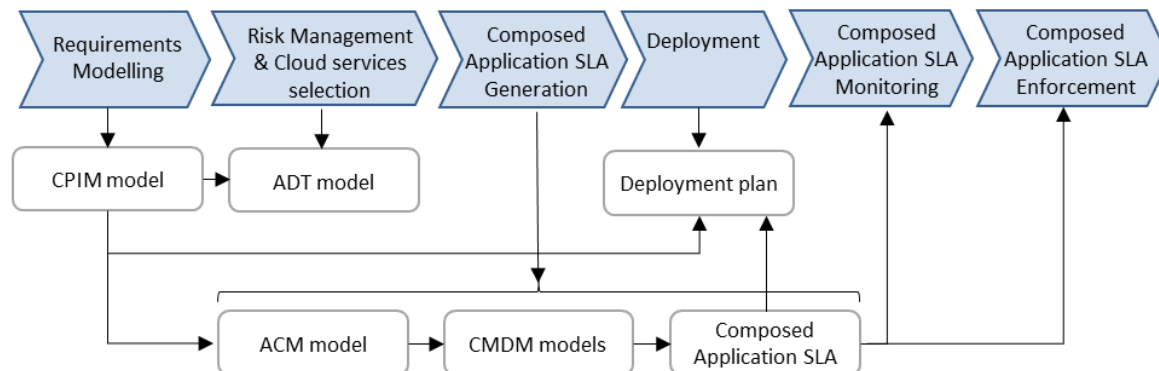 Requirements
Modelling
Risk Management
& Cloud services
selection
Composed
Application SLA
Generation
Deployment
Composed
Application SLA
Monitoring
Composed
Application SLA
Enforcement
CPIM model
ADT model
Deployment plan
ACM model
CMDM models
Composed
Application SLA